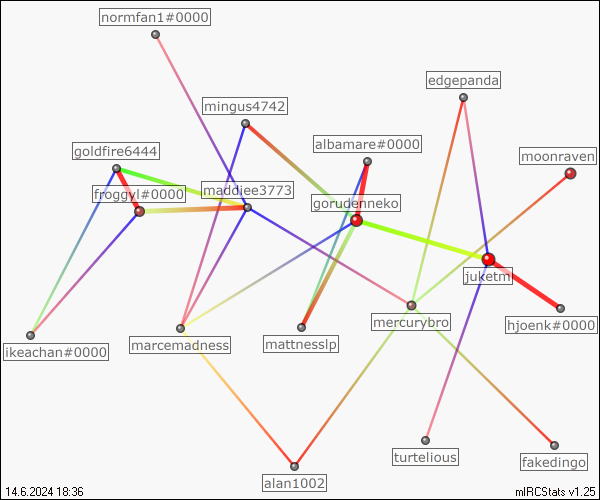 normfan1#0000
edgepanda
mingus4742
albamare#0000
goldfire6444
moonraven
froggyl#0000
maddiee3773
gorudenneko
juketm
mercurybro
hjoenk#0000
ikeachan#0000
marcemadness
mattnesslp
turtelious
fakedingo
alan1002
14.6.2024 18:36
mIRCStats v1.25